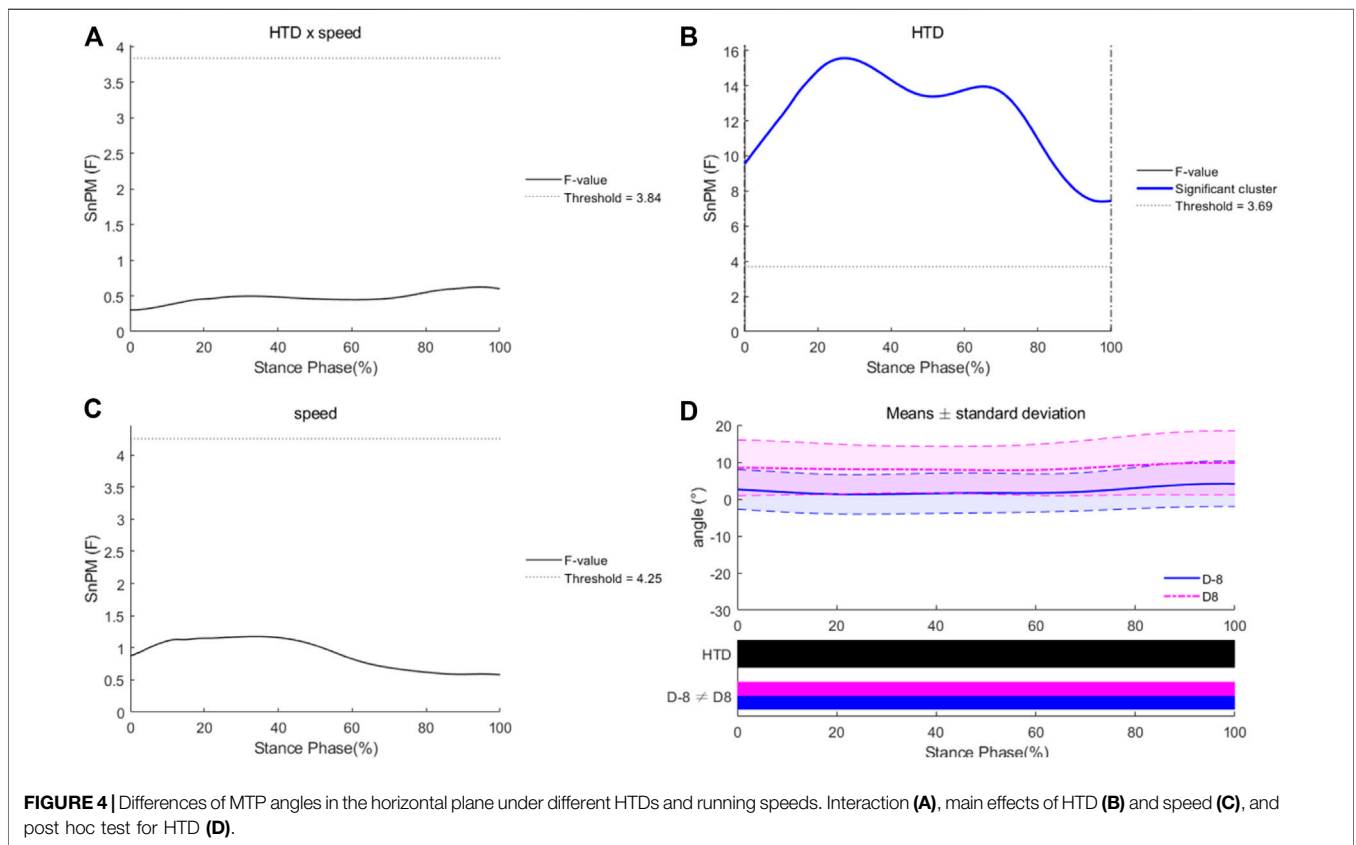 A
HTD x speed
4
3.5
3
2.5
2
1.5
1
0.5
0
SnPM (F)
F-value
Threshold = 3.84
0 20 40 60 80 100
Stance Phase(%)
B
HTD
16
14
12
10
8
6
4
2
0
SnPM (F)
F-value
Significant cluster
Threshold = 3.69
0 20 40 60 80 100
Stance Phase(%)
C
speed
4
3.5
3
2.5
2
1.5
1
0.5
0
SnPM (F)
F-value
Threshold = 4.25
0 20 40 60 80 100
Stance Phase(%)
D
Means ± standard deviation
20
10
0
-10
-20
-30
angle (°)
D-8
D8
0 20 40 60 80 100
HTD
D-8 ≠ D8
0 20 40 60 80 100
Stance Phase(%)
FIGURE 4 | Differences of MTP angles in the horizontal plane under different HTDs and running speeds. Interaction (A), main effects of HTD (B) and speed (C), and
post hoc test for HTD (D).